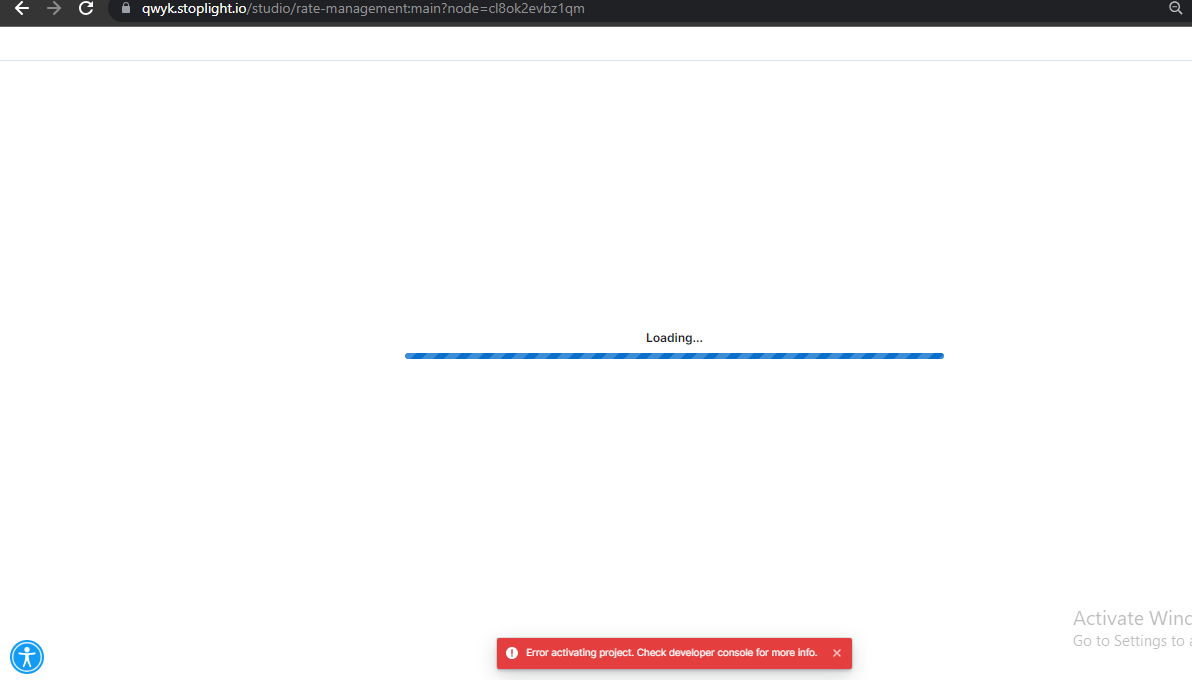 qwyk.stoplight.io/studio/rate-management:main?node=cl8ok2evbz1qm
Loading...
Activate Wind
Go to Settings to a
Error activating project. Check developer console for more info.